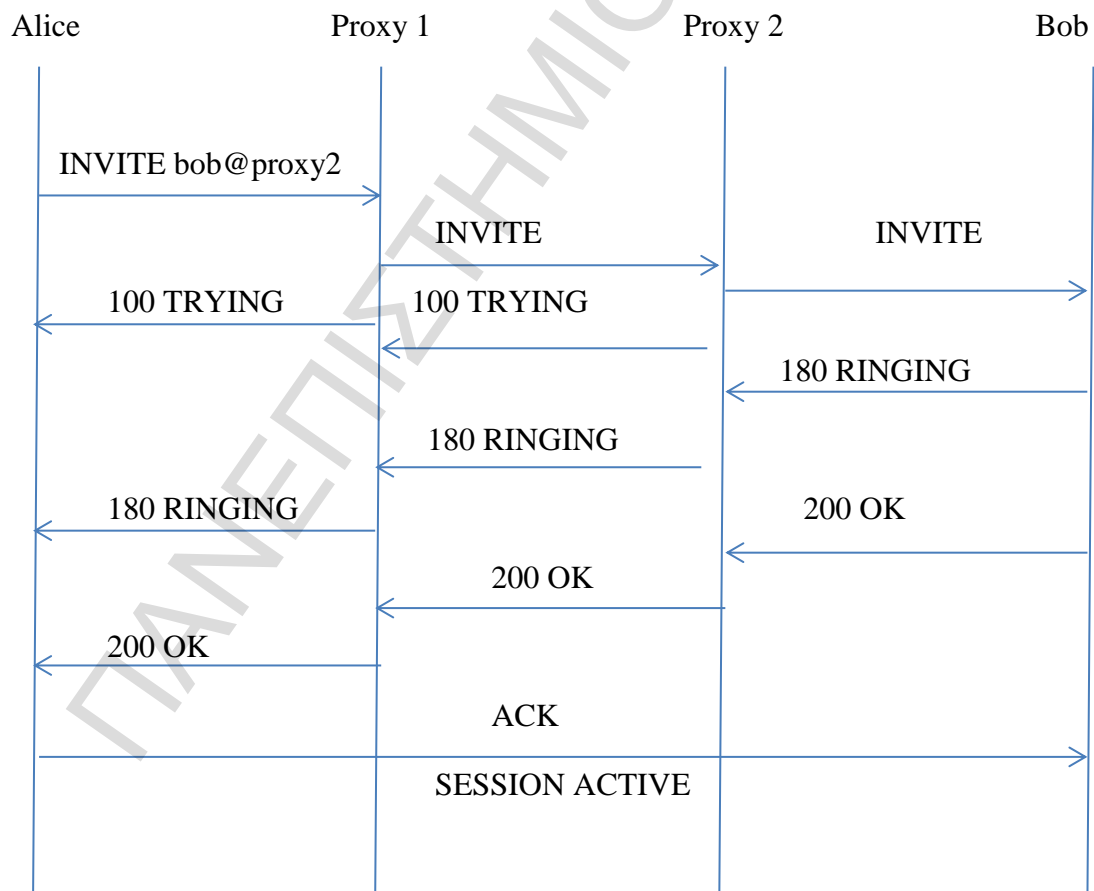 Alice Proxy 1 Proxy 2 Bob
INVITE bob@proxy2
INVITE INVITE
100 TRYING 100 TRYING
180 RINGING
180 RINGING
180 RINGING 200 OK
200 OK
200 OK
ACK
SESSION ACTIVE
ΠΑΝΕΠΙΣΤΗΜΙΟ